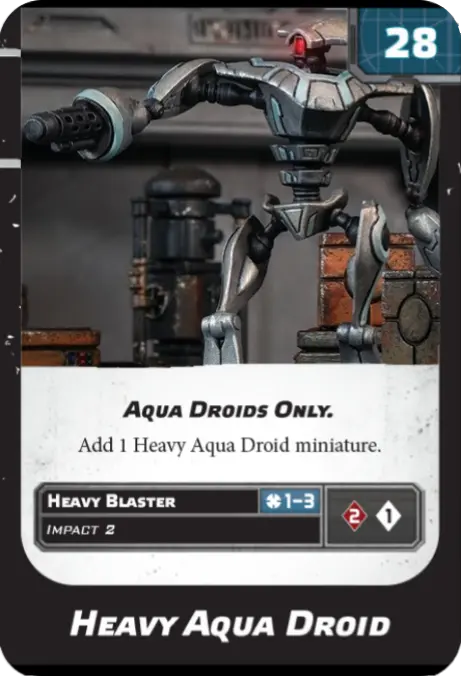 28
Aqua Droids Only.
Add 1 Heavy Aqua Droid miniature.
Heavy Blaster 1-3
Impact 2
2 1
Heavy Aqua Droid